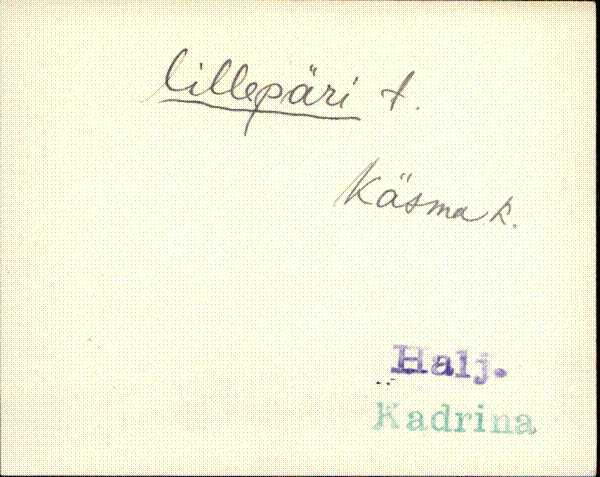 Lillepäri t.
Käsma k.
Halj.
Kadrina